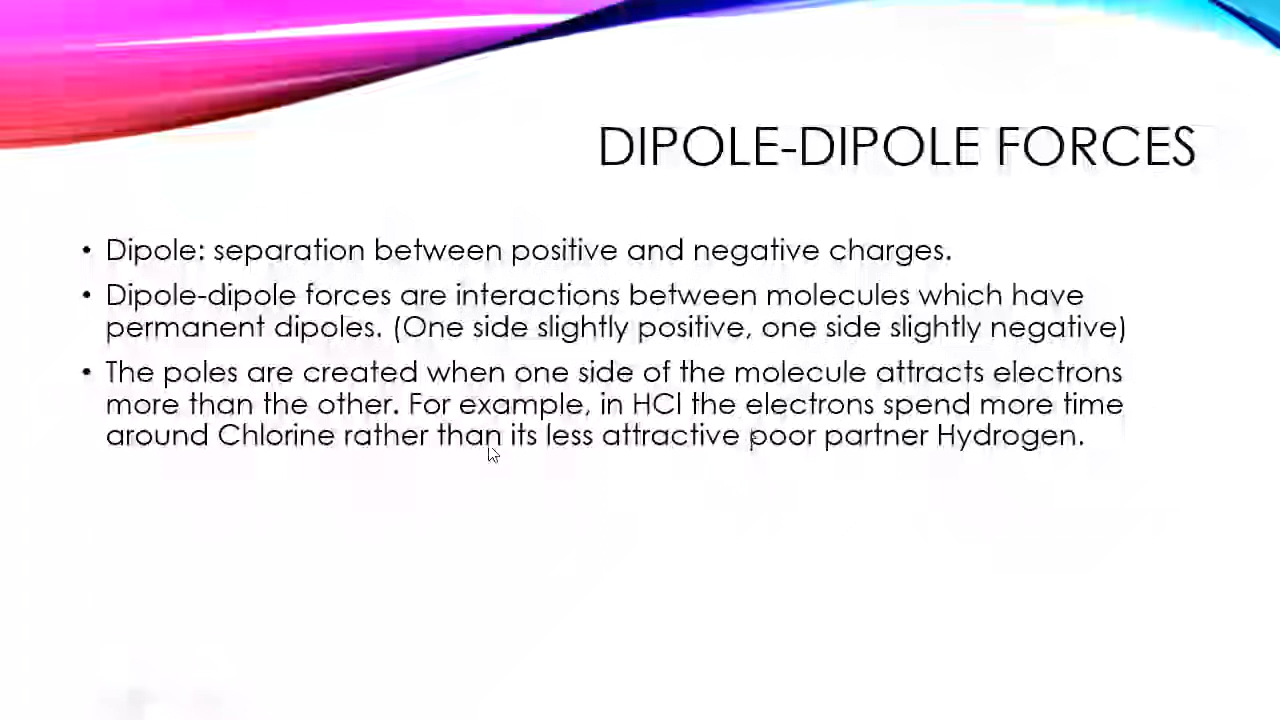 DIPOLE-DIPOLE FORCES
• Dipole: separation between positive and negative charges.
• Dipole-dipole forces are interactions between molecules which have
permanent dipoles. (One side slightly positive, one side slightly negative)
• The poles are created when one side of the molecule attracts electrons
more than the other. For example, in HCl the electrons spend more time
around Chlorine rather than its less attractive poor partner Hydrogen.